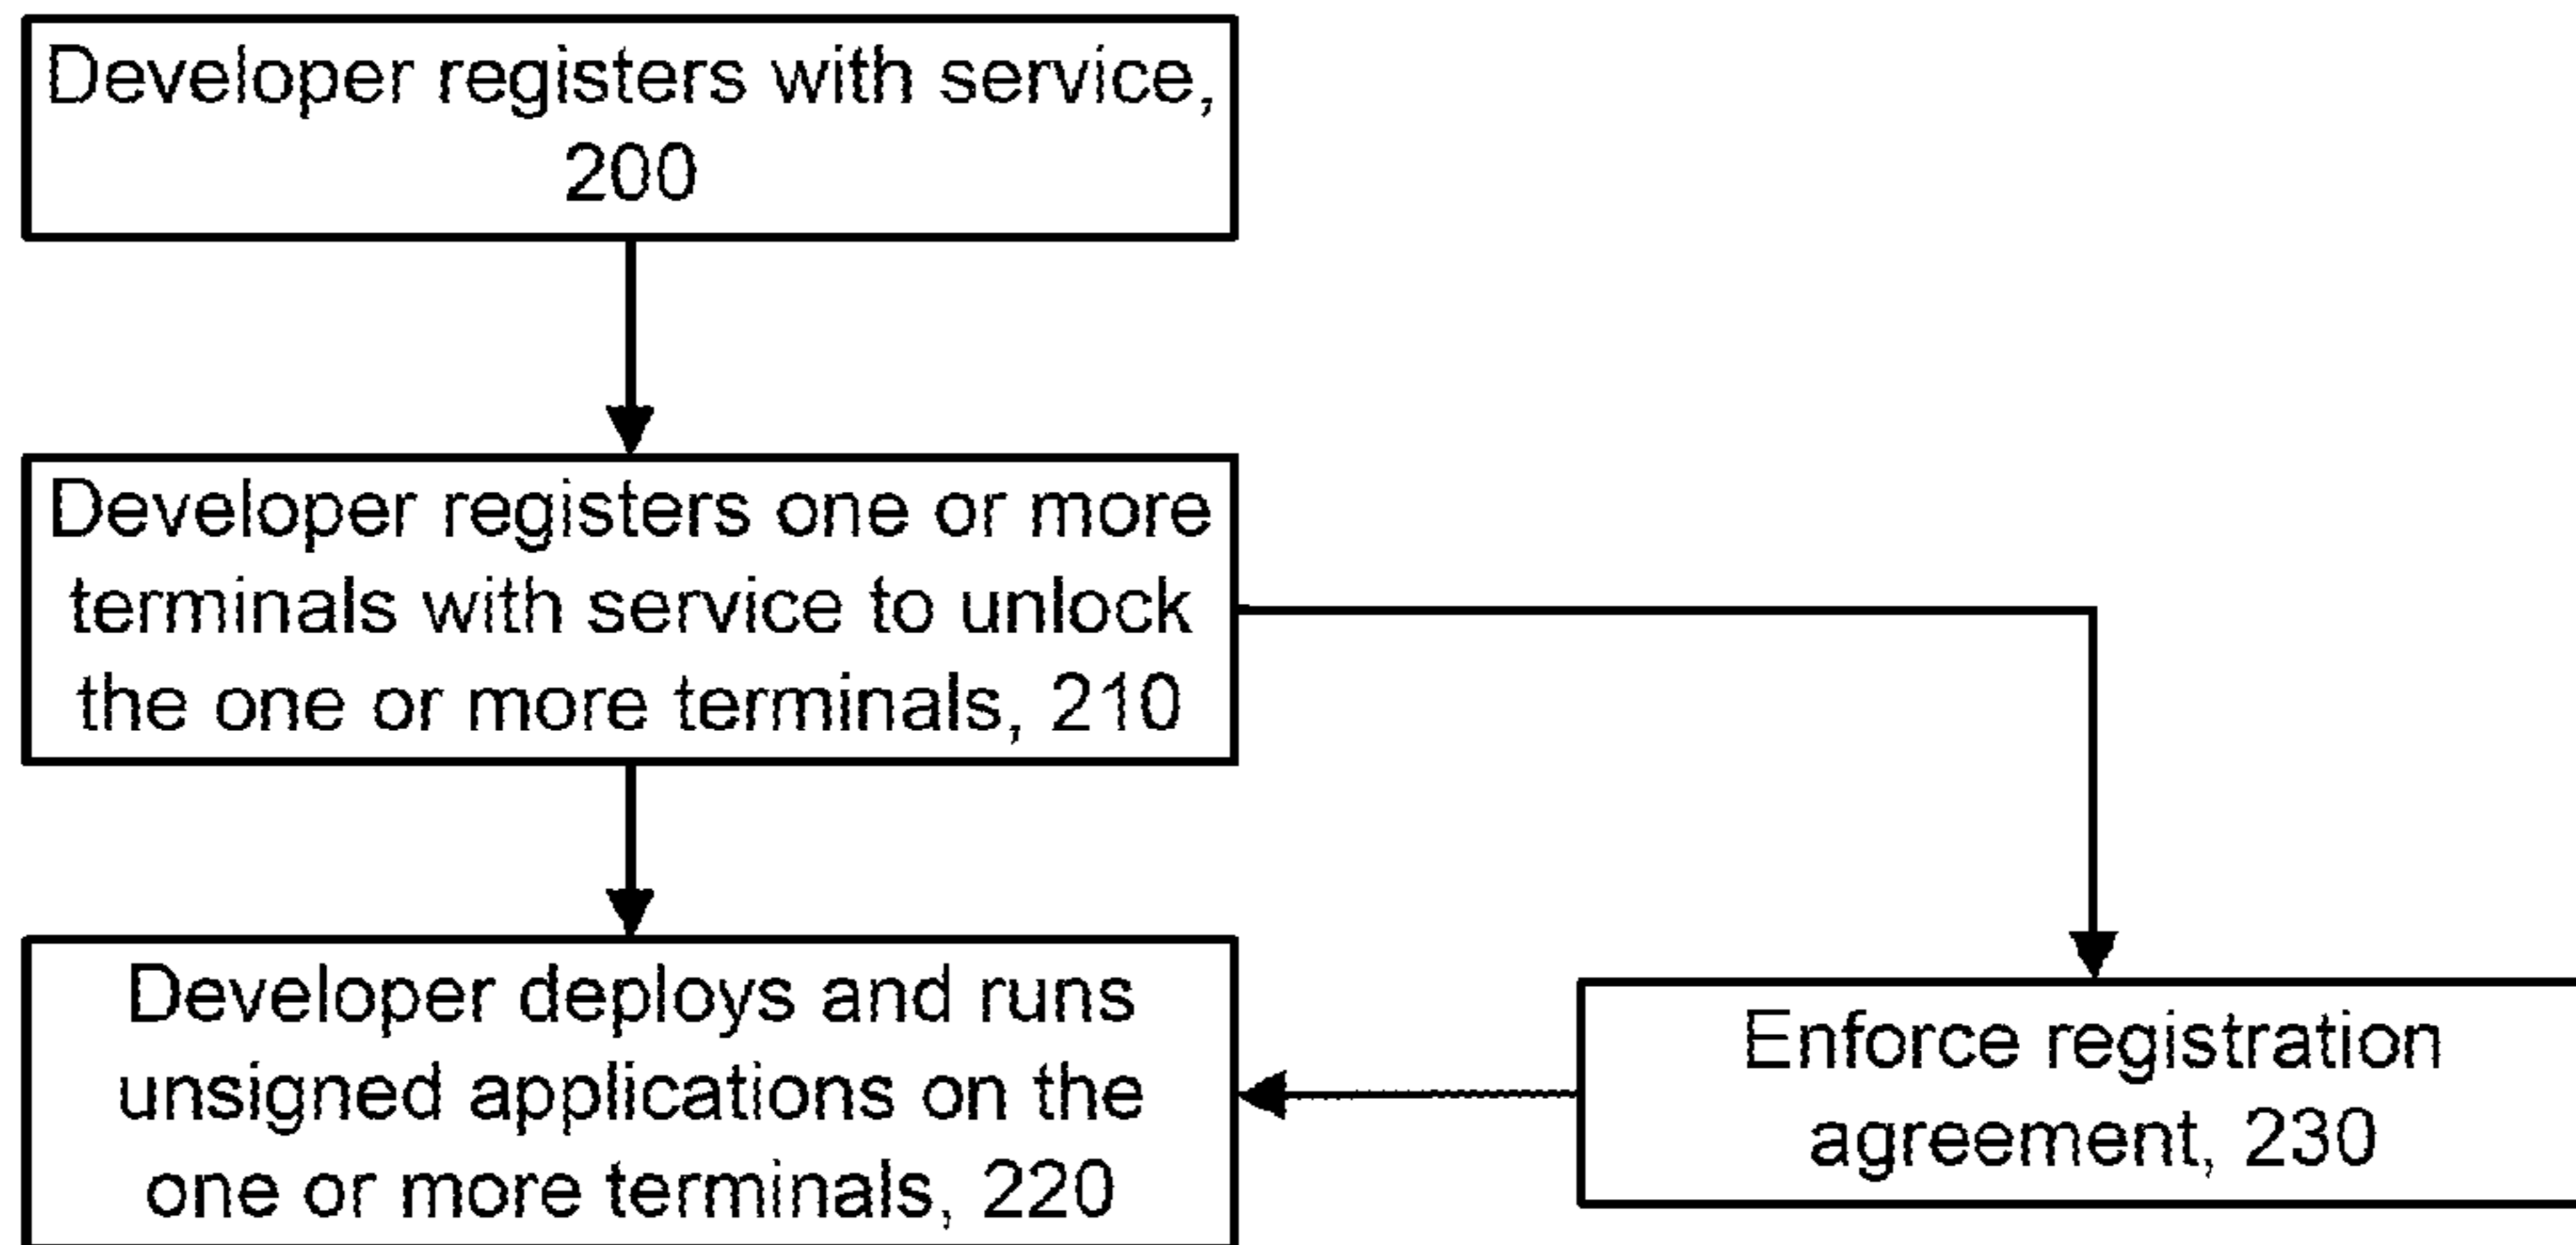 Developer registers with service,
200
Developer registers one or more
terminals with service to unlock
the one or more terminals, 210
Developer deploys and runs
unsigned applications on the
one or more terminals, 220
Enforce registration
agreement, 230